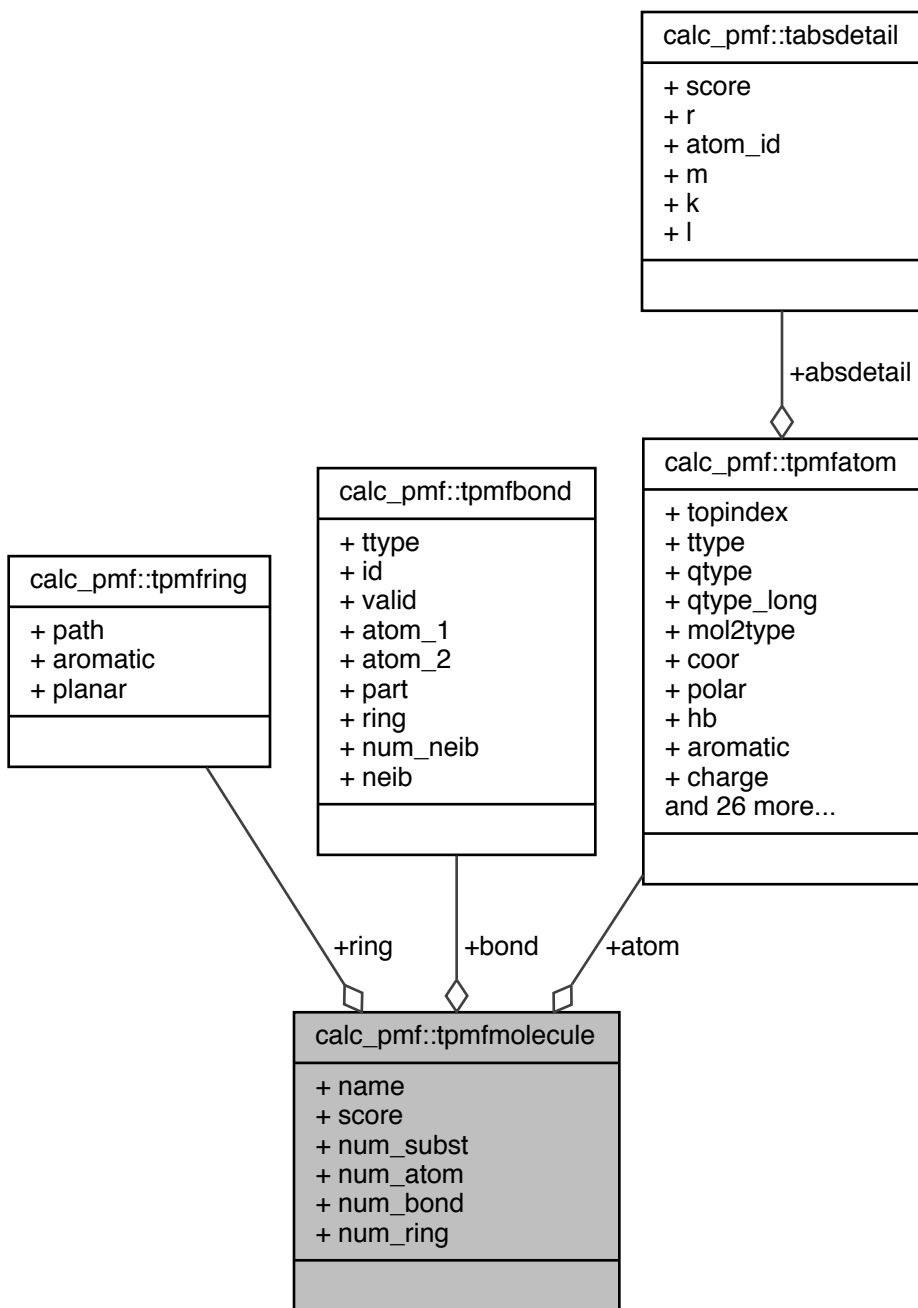 calc_pmf::tabsdetail
+ score
+ r
+ atom_id
+ m
+ k
+ l
+absdetail
calc_pmf::tpmfatom
+ topindex
+ ttype
+ qtype
+ qtype_long
+ mol2type
+ coor
+ polar
+ hb
+ aromatic
+ charge
and 26 more...
calc_pmf::tpmfbond
+ ttype
+ id
+ valid
+ atom_1
+ atom_2
+ part
+ ring
+ num_neib
+ neib
calc_pmf::tpmfring
+ path
+ aromatic
+ planar
+ring
+bond
+atom
calc_pmf::tpmfmolecule
+ name
+ score
+ num_subst
+ num_atom
+ num_bond
+ num_ring